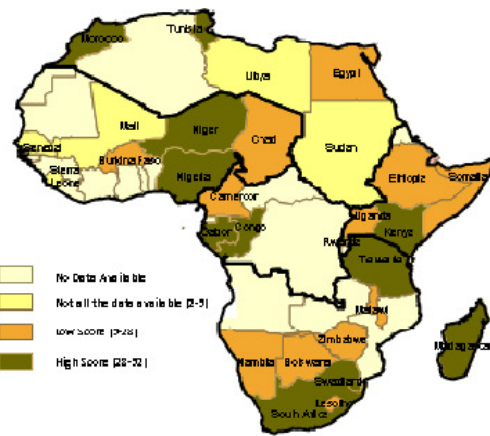 Morocco
Tunisia
Libya
Egypt
Mali
Niger
Chad
Sudan
Senegal
Burkina Faso
Sierra
Leone
Nigeria
Ethiopia
Somalia
Cameroon
Uganda
Kenya
Gabon
Congo
Rwanda
Tanzania
No Data Available
Not all the data available (2-9)
Malawi
Low Score (9-28)
Zimbabwe
Madagascar
High Score (28-52)
Namibia
Botswana
Swaziland
Lesotho
South Africa